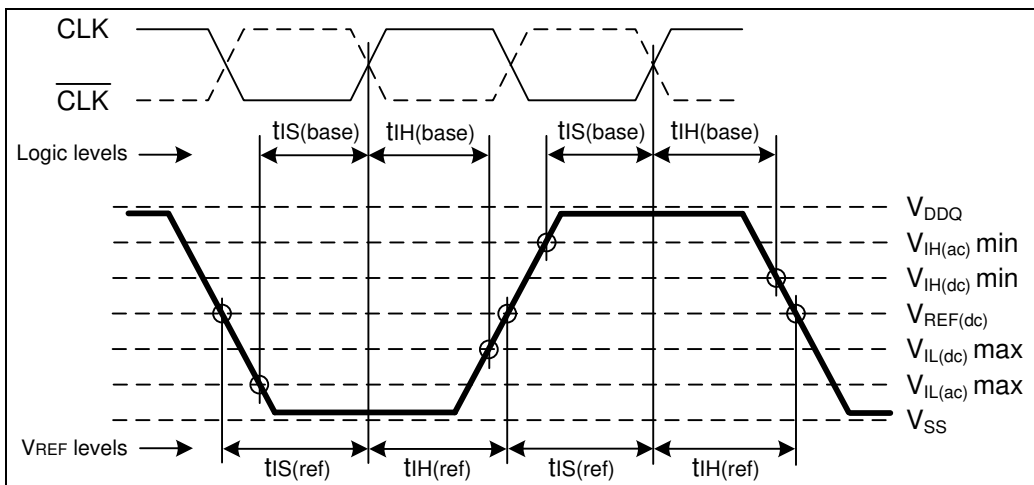 CLK
CLK
tIS(base) tIH(base) tIS(base) tIH(base)
Logic levels
VDDQ
VIH(ac) min
VIH(dc) min
VREF(dc)
VIL(dc) max
VIL(ac) max
VSS
VREF levels
tIS(ref) tIH(ref) tIS(ref) tIH(ref)